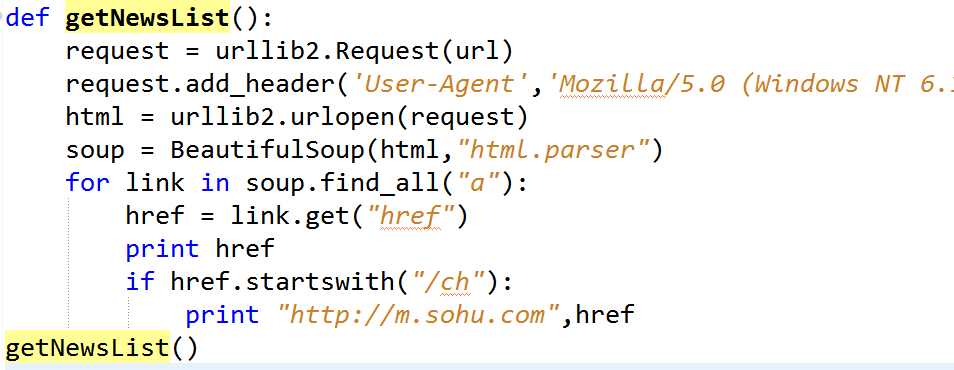 def getNewsList():
    request = urllib2.Request(url)
    request.add_header('User-Agent','Mozilla/5.0 (Windows NT 6.
    html = urllib2.urlopen(request)
    soup = BeautifulSoup(html,"html.parser")
    for link in soup.find_all("a"):
        href = link.get("href")
        print href
        if href.startswith("/ch"):
            print "http://m.sohu.com",href
getNewsList()